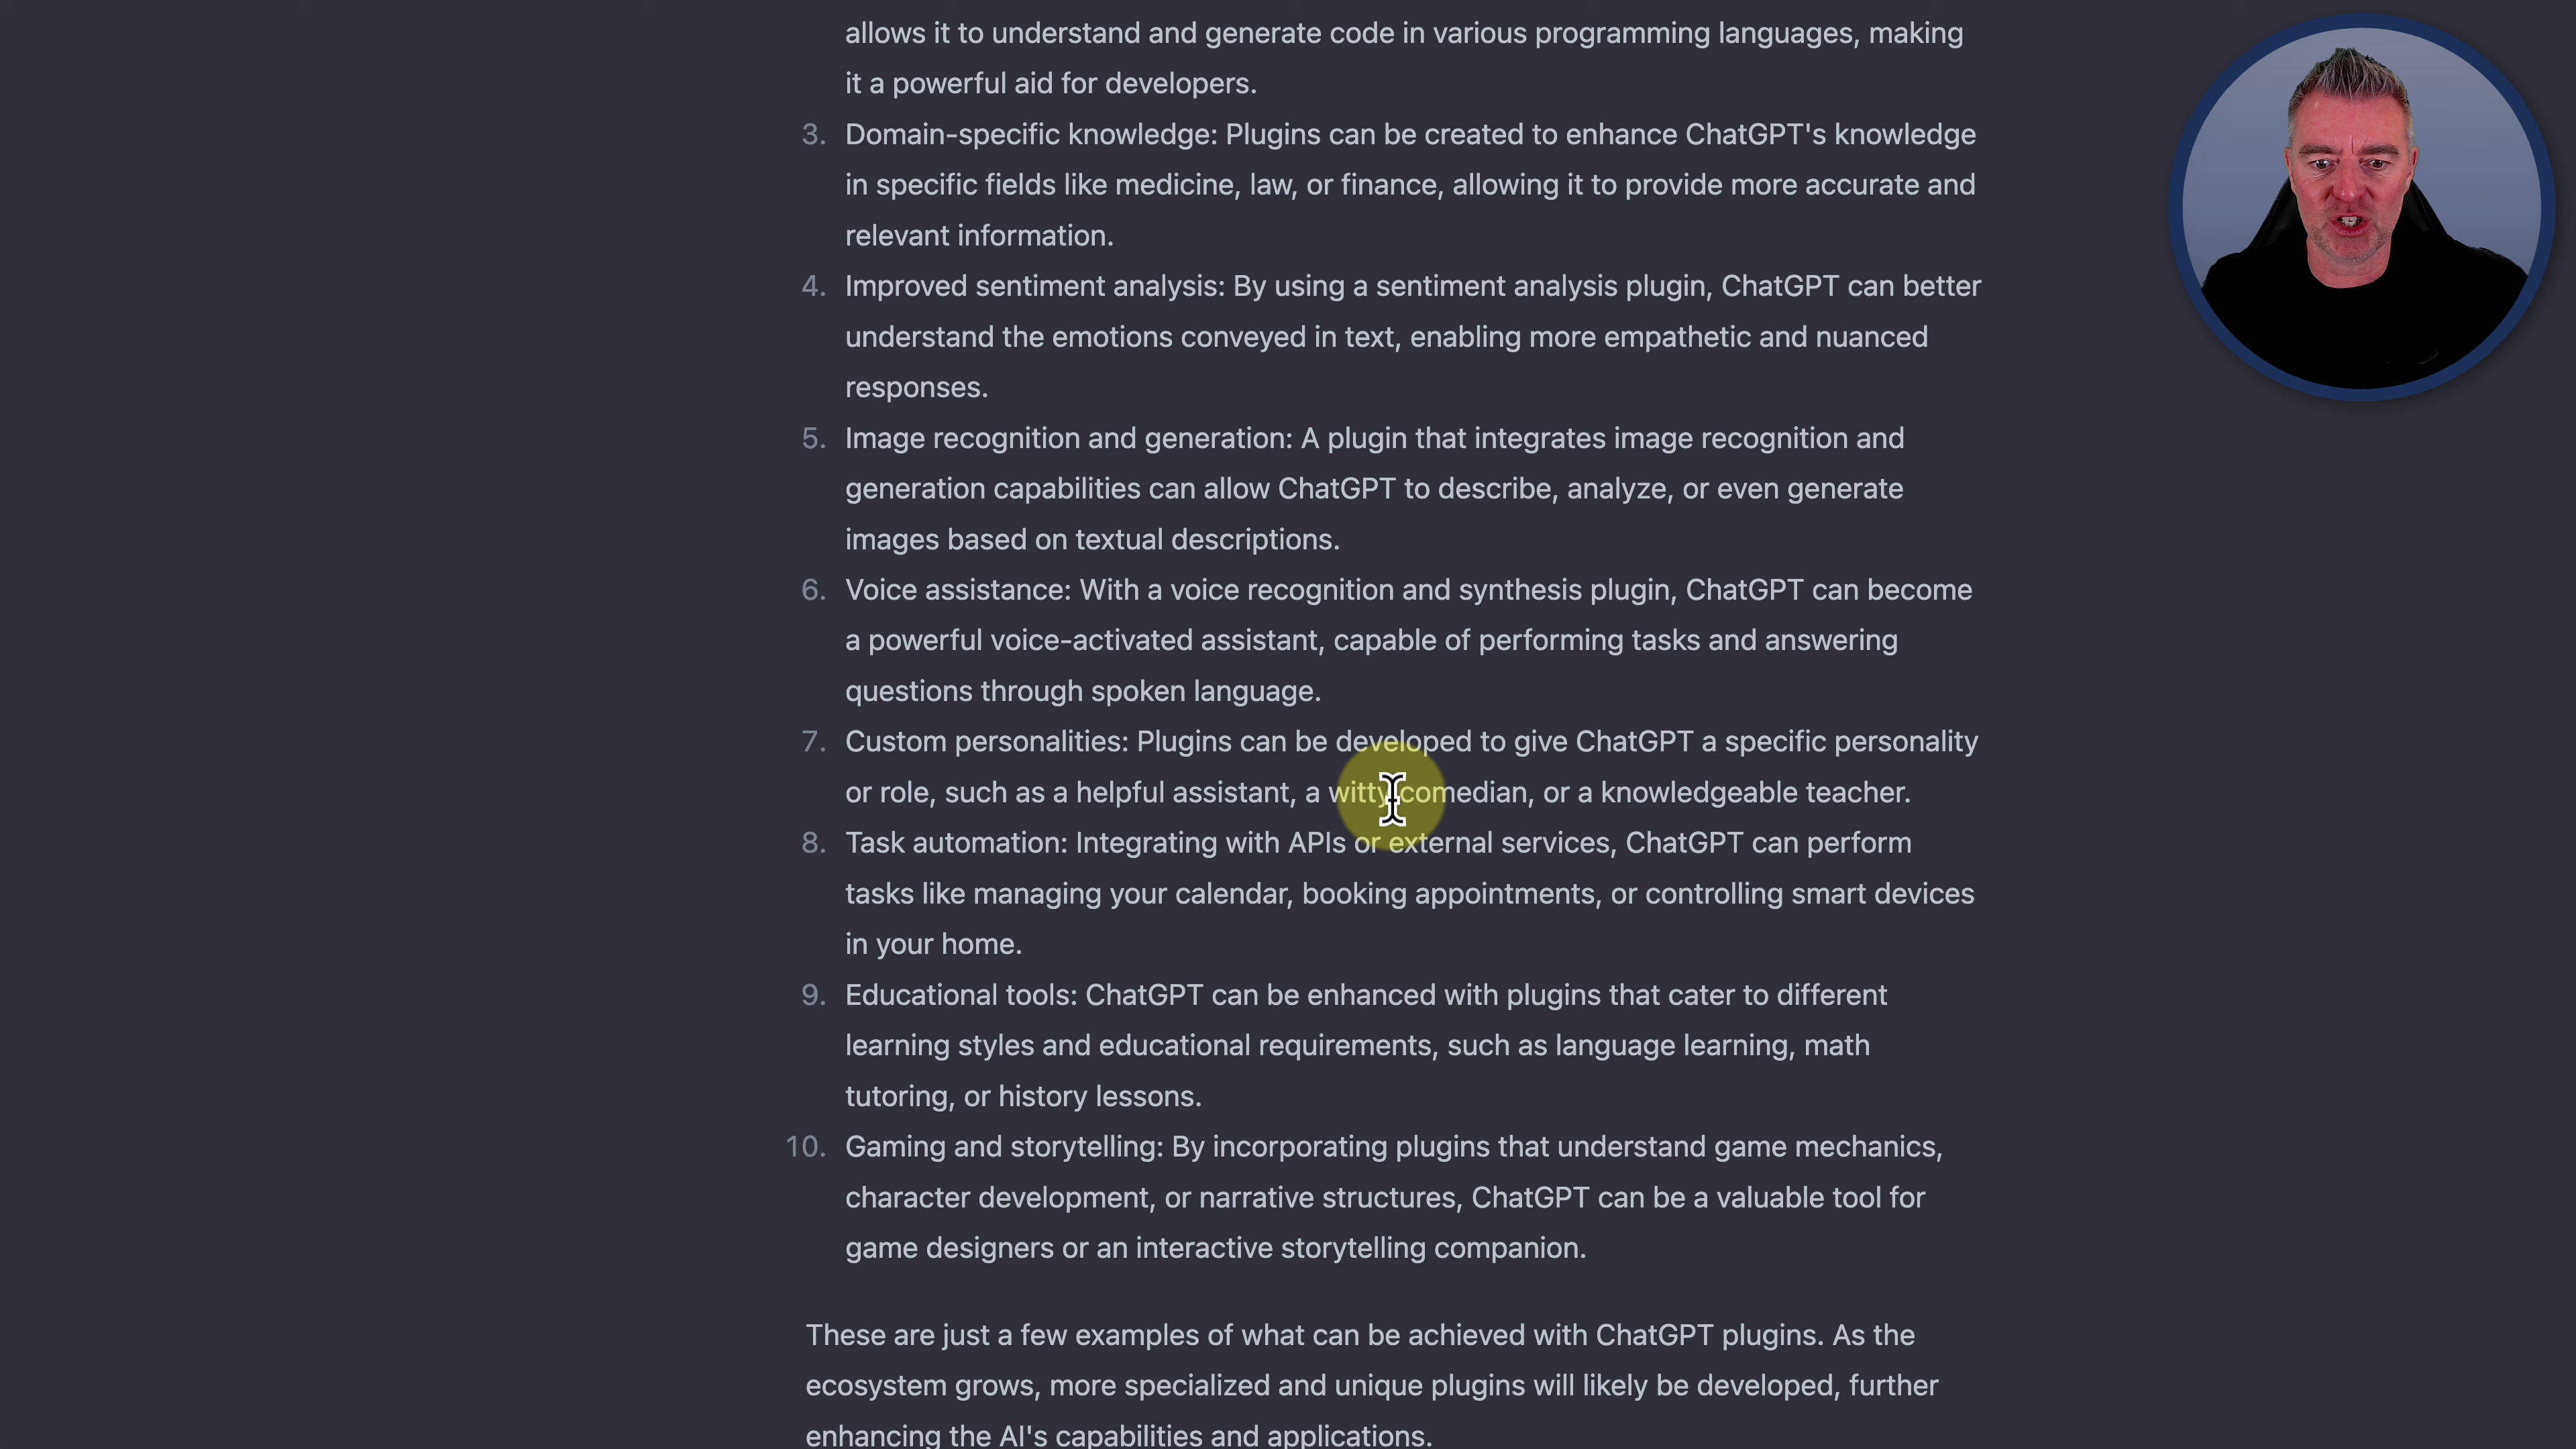 allows it to understand and generate code in various programming languages, making
it a powerful aid for developers.
3. Domain-specific knowledge: Plugins can be created to enhance ChatGPT's knowledge
in specific fields like medicine, law, or finance, allowing it to provide more accurate and
relevant information.
4. Improved sentiment analysis: By using a sentiment analysis plugin, ChatGPT can better
understand the emotions conveyed in text, enabling more empathetic and nuanced
responses.
5. Image recognition and generation: A plugin that integrates image recognition and
generation capabilities can allow ChatGPT to describe, analyze, or even generate
images based on textual descriptions.
6. Voice assistance: With a voice recognition and synthesis plugin, ChatGPT can become
a powerful voice-activated assistant, capable of performing tasks and answering
questions through spoken language.
7. Custom personalities: Plugins can be developed to give ChatGPT a specific personality
or role, such as a helpful assistant, a witty comedian, or a knowledgeable teacher.
8. Task automation: Integrating with APIs or external services, ChatGPT can perform
tasks like managing your calendar, booking appointments, or controlling smart devices
in your home.
9. Educational tools: ChatGPT can be enhanced with plugins that cater to different
learning styles and educational requirements, such as language learning, math
tutoring, or history lessons.
10. Gaming and storytelling: By incorporating plugins that understand game mechanics,
character development, or narrative structures, ChatGPT can be a valuable tool for
game designers or an interactive storytelling companion.
These are just a few examples of what can be achieved with ChatGPT plugins. As the
ecosystem grows, more specialized and unique plugins will likely be developed, further
enhancing the AI's capabilities and applications.